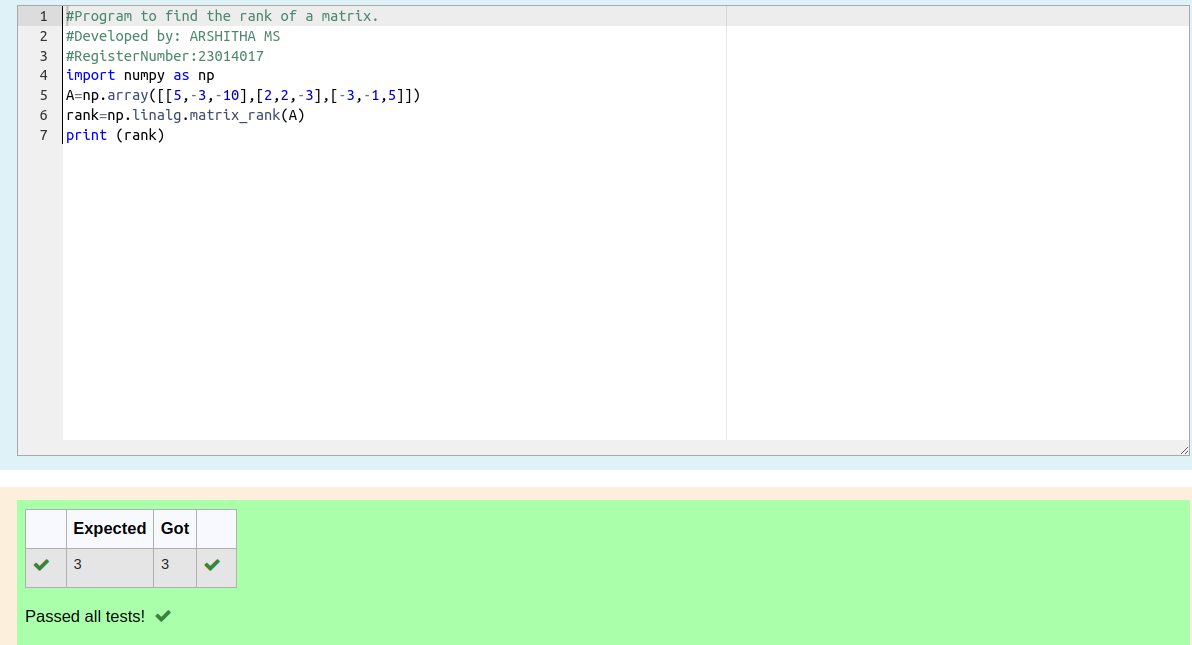 1 #Program to find the rank of a matrix.
2 #Developed by: ARSHITHA MS
3 #RegisterNumber:23014017
4 import numpy as np
5 A=np.array([[5,-3,-10],[2,2,-3],[-3,-1,5]])
6 rank=np.linalg.matrix_rank(A)
7 print (rank)
Expected Got
3 3
Passed all tests!